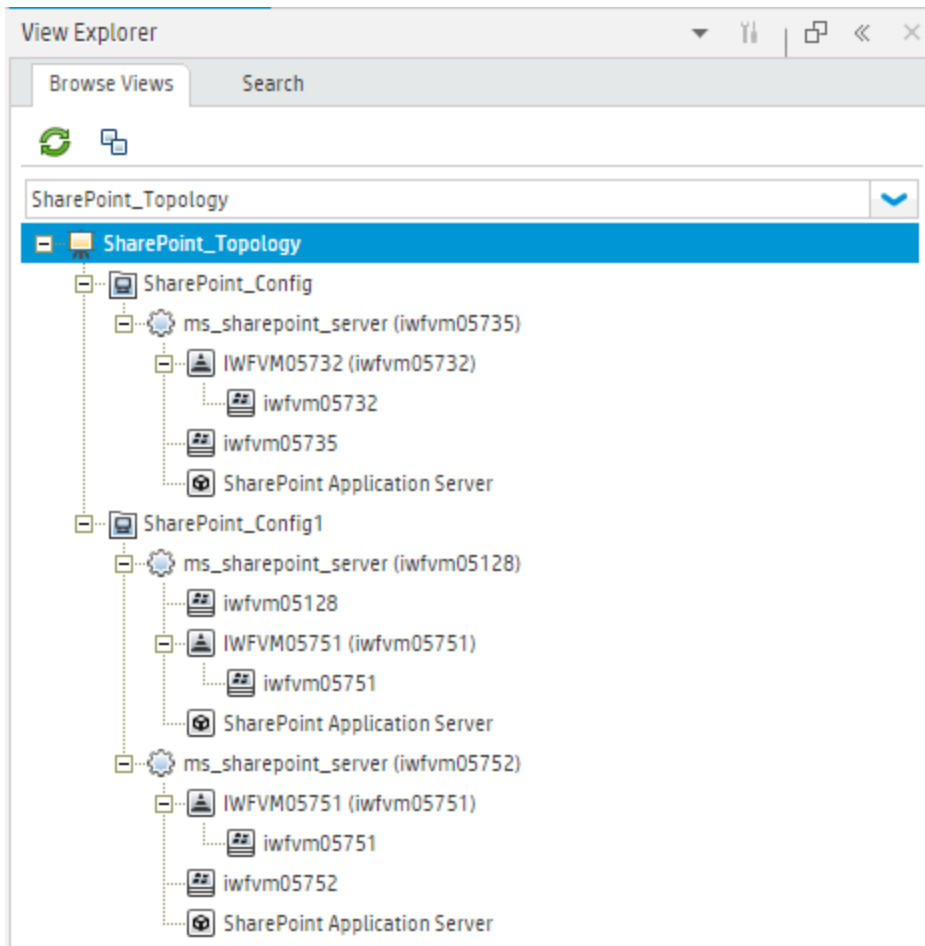 View Explorer
Browse Views Search
SharePoint_Topology
SharePoint_Topology
SharePoint_Config
ms_sharepoint_server (iwfvm05735)
IWFVM05732 (iwfvm05732)
iwfvm05732
iwfvm05735
SharePoint Application Server
SharePoint_Config1
ms_sharepoint_server (iwfvm05128)
iwfvm05128
IWFVM05751 (iwfvm05751)
iwfvm05751
SharePoint Application Server
ms_sharepoint_server (iwfvm05752)
IWFVM05751 (iwfvm05751)
iwfvm05751
iwfvm05752
SharePoint Application Server